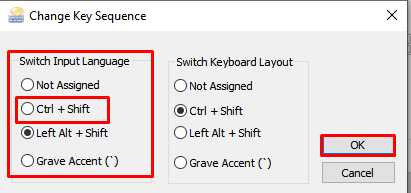 Change Key Sequence
Switch Input Language
Not Assigned
Ctrl + Shift
Left Alt + Shift
Grave Accent (`)
Switch Keyboard Layout
Not Assigned
Ctrl + Shift
Left Alt + Shift
Grave Accent (`)
OK
Cancel